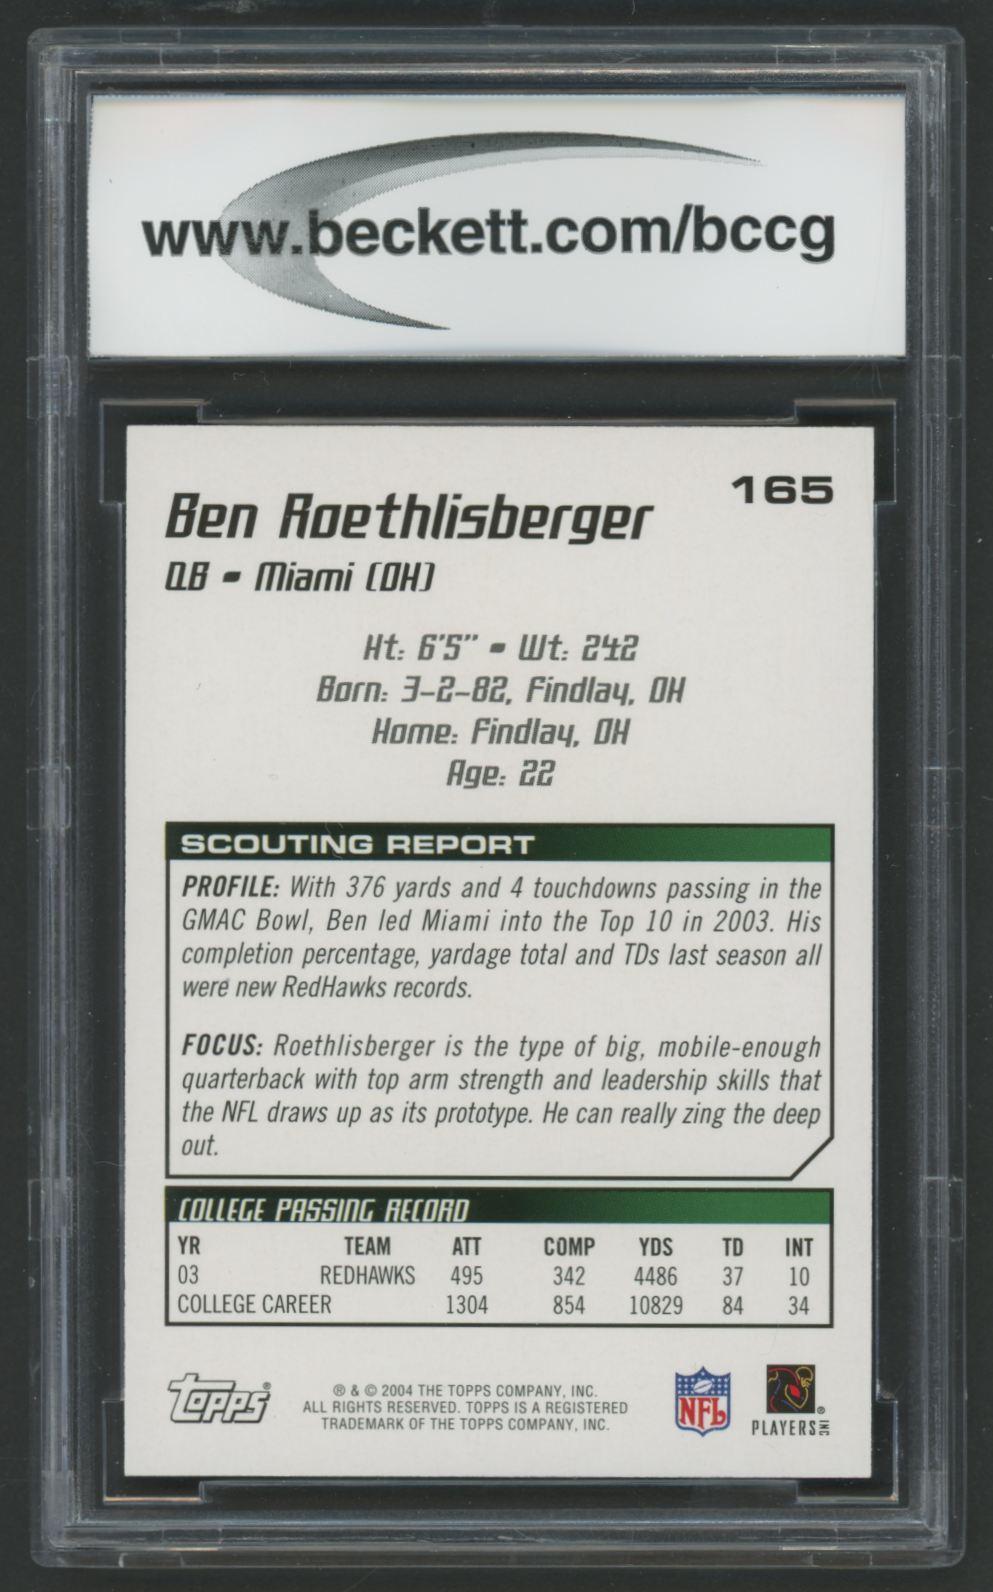 www.beckett.com/bccg
165
Ben Roethlisberger
QB - Miami (OH)
Ht: 6'5" - Wt: 242
Born: 3-2-82, Findlay, OH
Home: Findlay, OH
Age: 22
SCOUTING REPORT
PROFILE: With 376 yards and 4 touchdowns passing in the
GMAC Bowl, Ben led Miami into the Top 10 in 2003. His
completion percentage, yardage total and TDs last season all
were new RedHawks records.
FOCUS: Roethlisberger is the type of big, mobile-enough
quarterback with top arm strength and leadership skills that
the NFL draws up as its prototype. He can really zing the deep
out.
COLLEGE PASSING RECORD
YR TEAM ATT COMP YDS TD INT
03 REDHAWKS 495 342 4486 37 10
COLLEGE CAREER 1304 854 10829 84 34
Topps®
® & © 2004 THE TOPPS COMPANY, INC.
ALL RIGHTS RESERVED. TOPPS IS A REGISTERED
TRADEMARK OF THE TOPPS COMPANY, INC.
NFL
PLAYERS INC ®